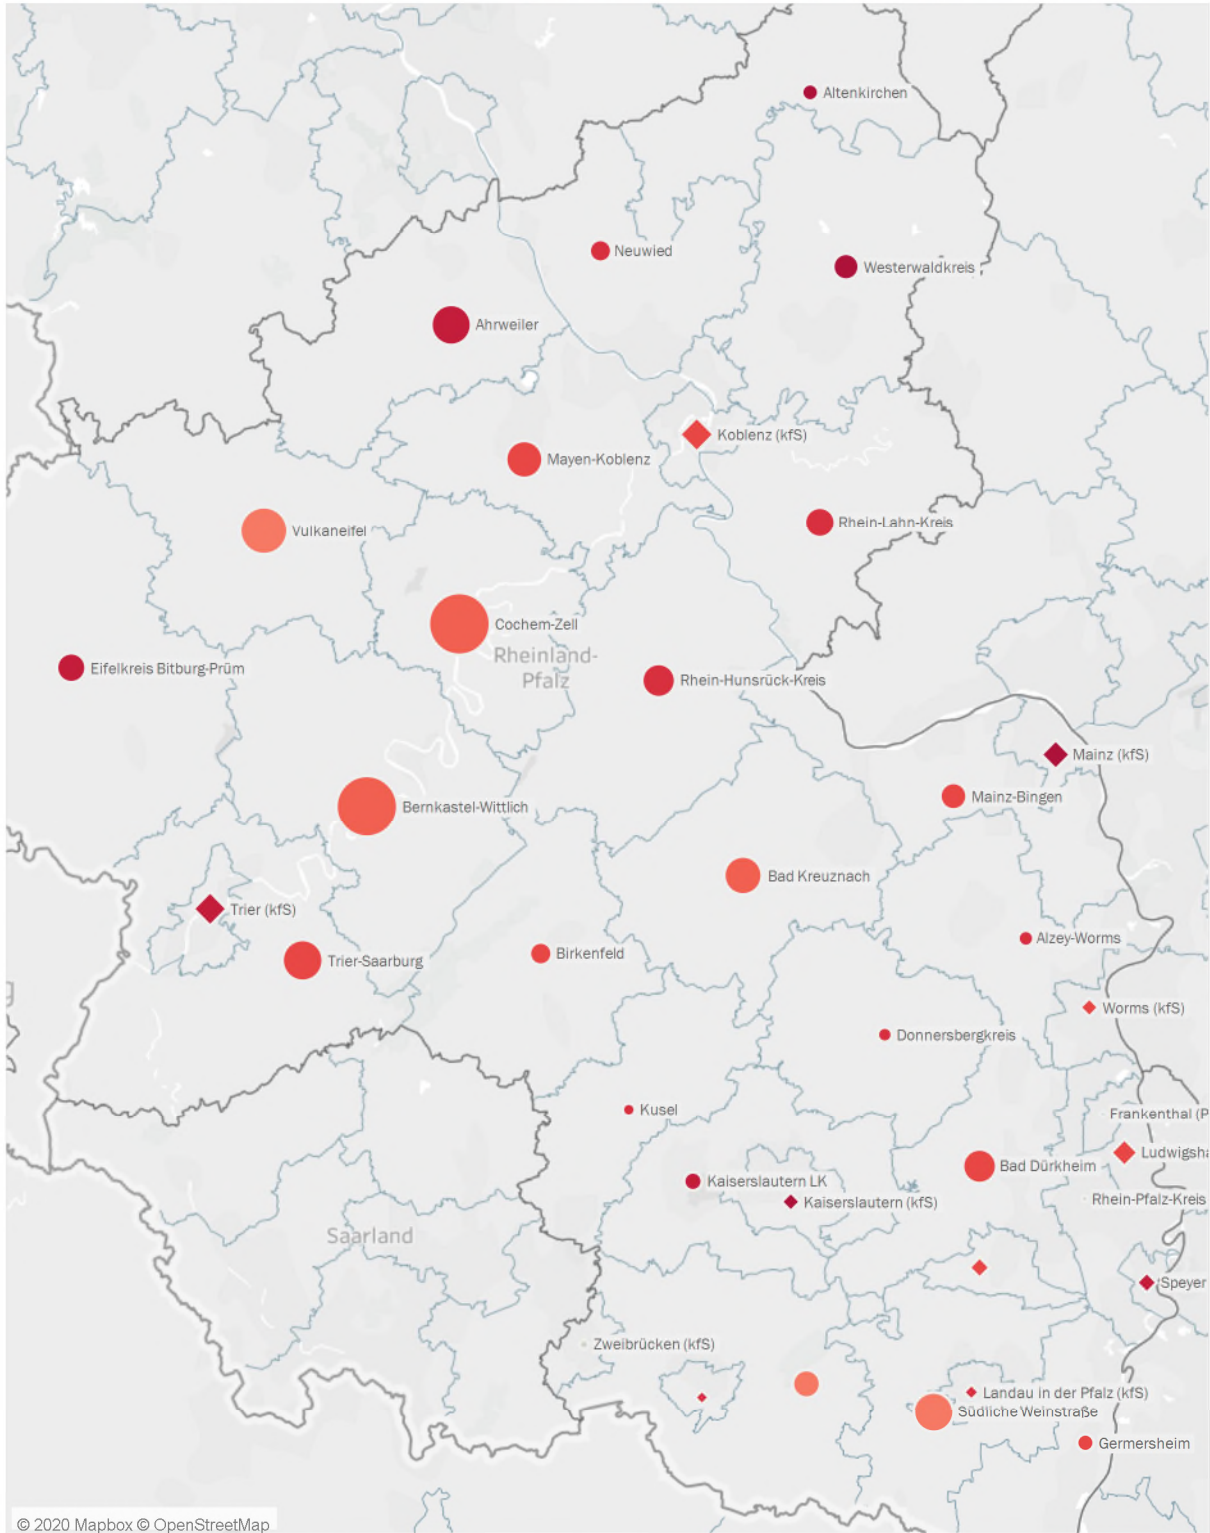 Altenkirchen
Neuwied
Westerwaldkreis
Ahrweiler
Koblenz (kfS)
Mayen-Koblenz
Rhein-Lahn-Kreis
Vulkaneifel
Cochem-Zell
Rheinland-
Pfalz
Eifelkreis Bitburg-Prüm
Rhein-Hunsrück-Kreis
Mainz (kfS)
Mainz-Bingen
Bernkastel-Wittlich
Bad Kreuznach
Trier (kfS)
Alzey-Worms
Birkenfeld
Trier-Saarburg
Worms (kfS)
Donnersbergkreis
Kusel
Frankenthal (P
Ludwigsha
Bad Dürkheim
Kaiserslautern LK
Rhein-Pfalz-Kreis
Kaiserslautern (kfS)
Saarland
Speyer
Zweibrücken (kfS)
Landau in der Pfalz (kfS)
Südliche Weinstraße
Germersheim
© 2020 Mapbox © OpenStreetMap